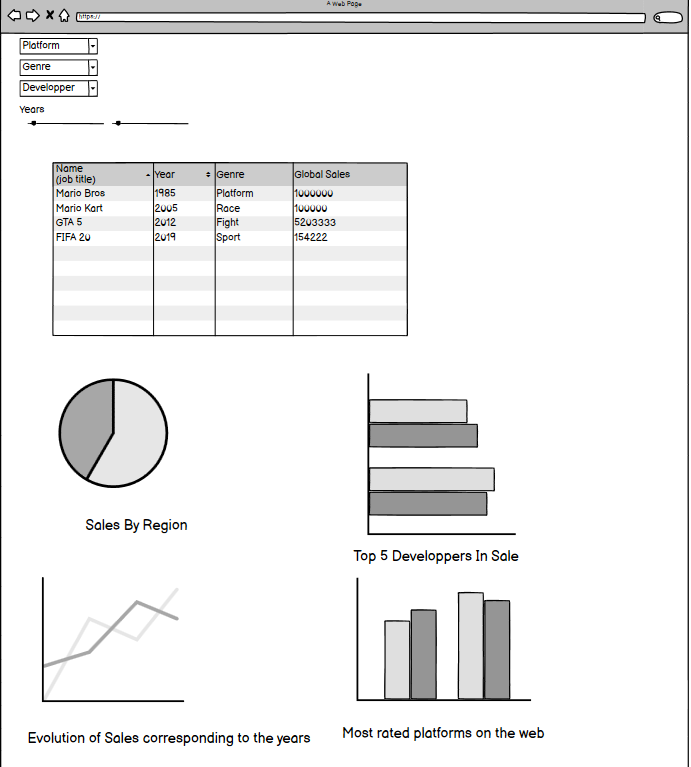 A Web Page
https://
Platform
Genre
Developper
Years
Name
(job title) Year Genre Global Sales
Mario Bros 1985 Platform 1000000
Mario Kart 2005 Race 100000
GTA 5 2012 Fight 5203333
FIFA 20 2019 Sport 154222
Sales By Region
Top 5 Developpers In Sale
Evolution of Sales corresponding to the years
Most rated platforms on the web